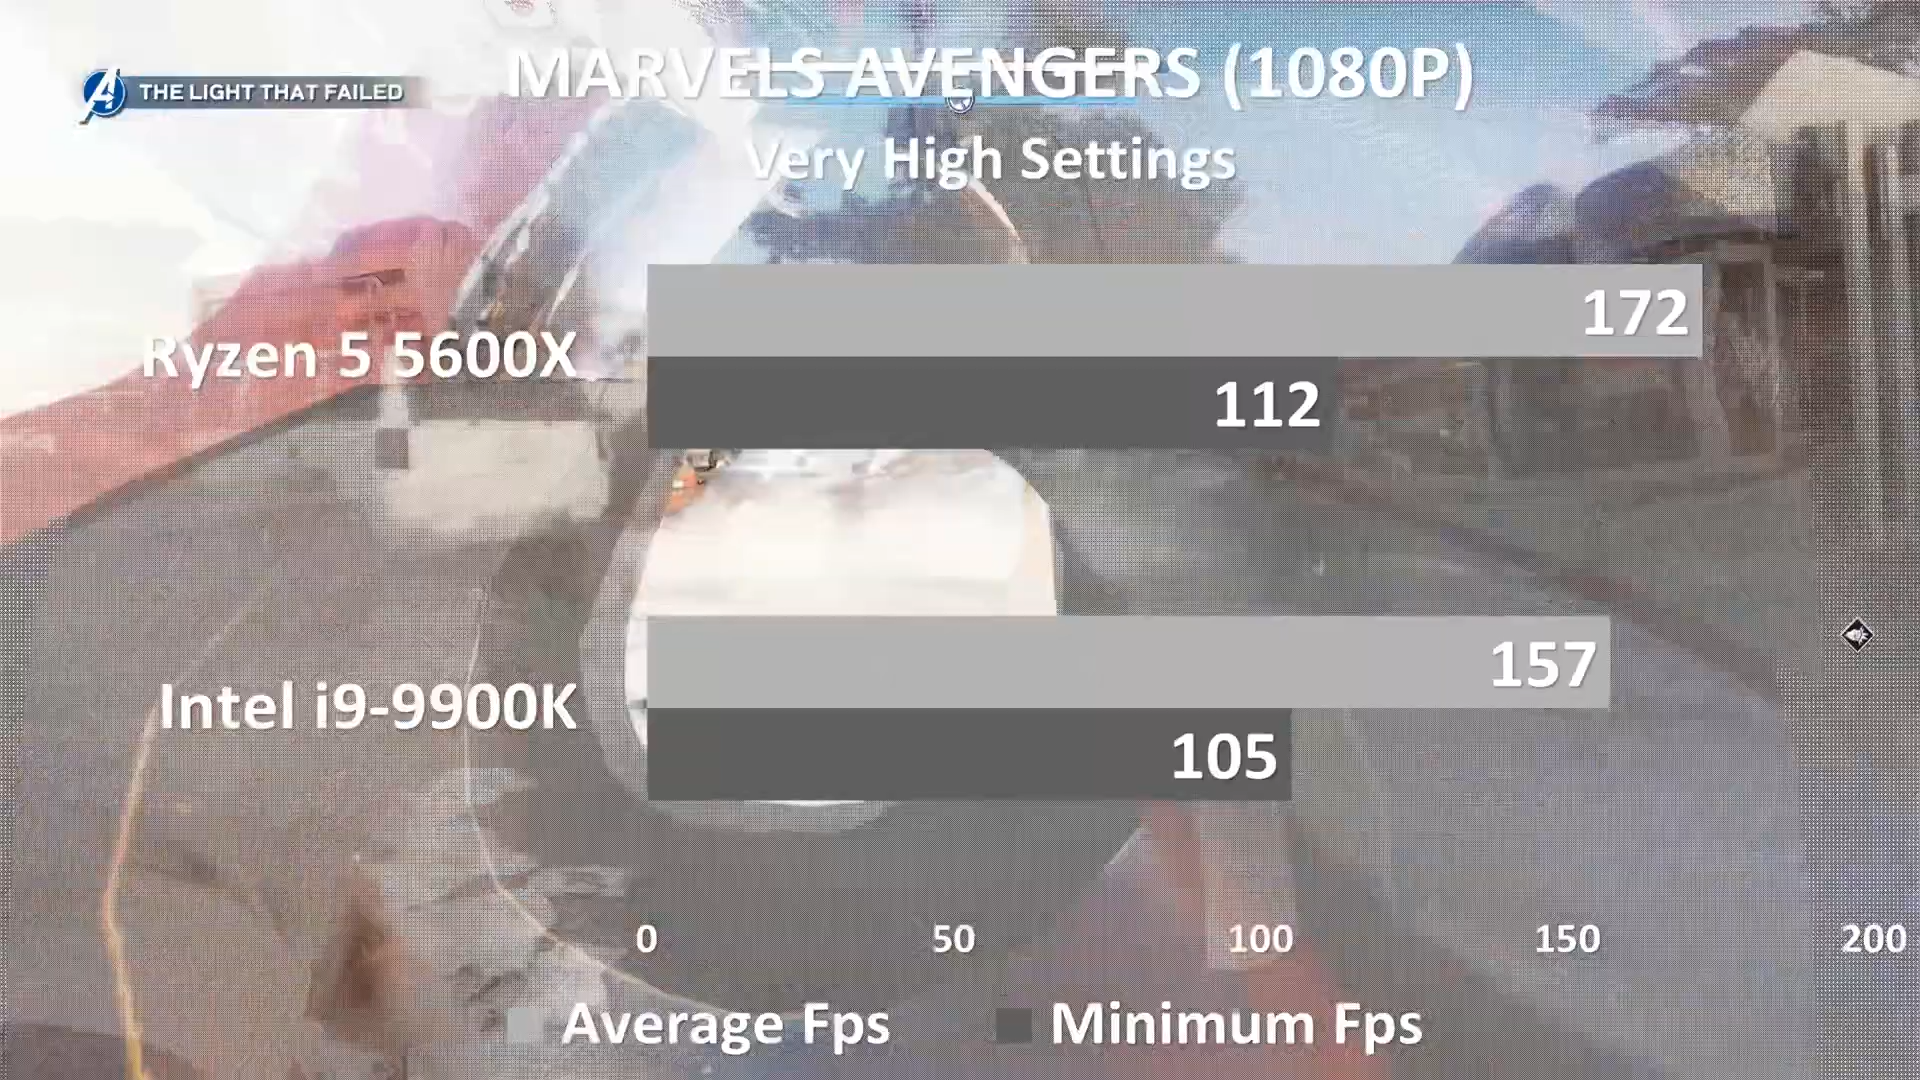 MARVELS AVENGERS (1080P)
THE LIGHT THAT FAILED
Very High Settings
172
Ryzen 5 5600X
112
157
Intel i9-9900K
105
0 50 100 150 200
Average Fps Minimum Fps